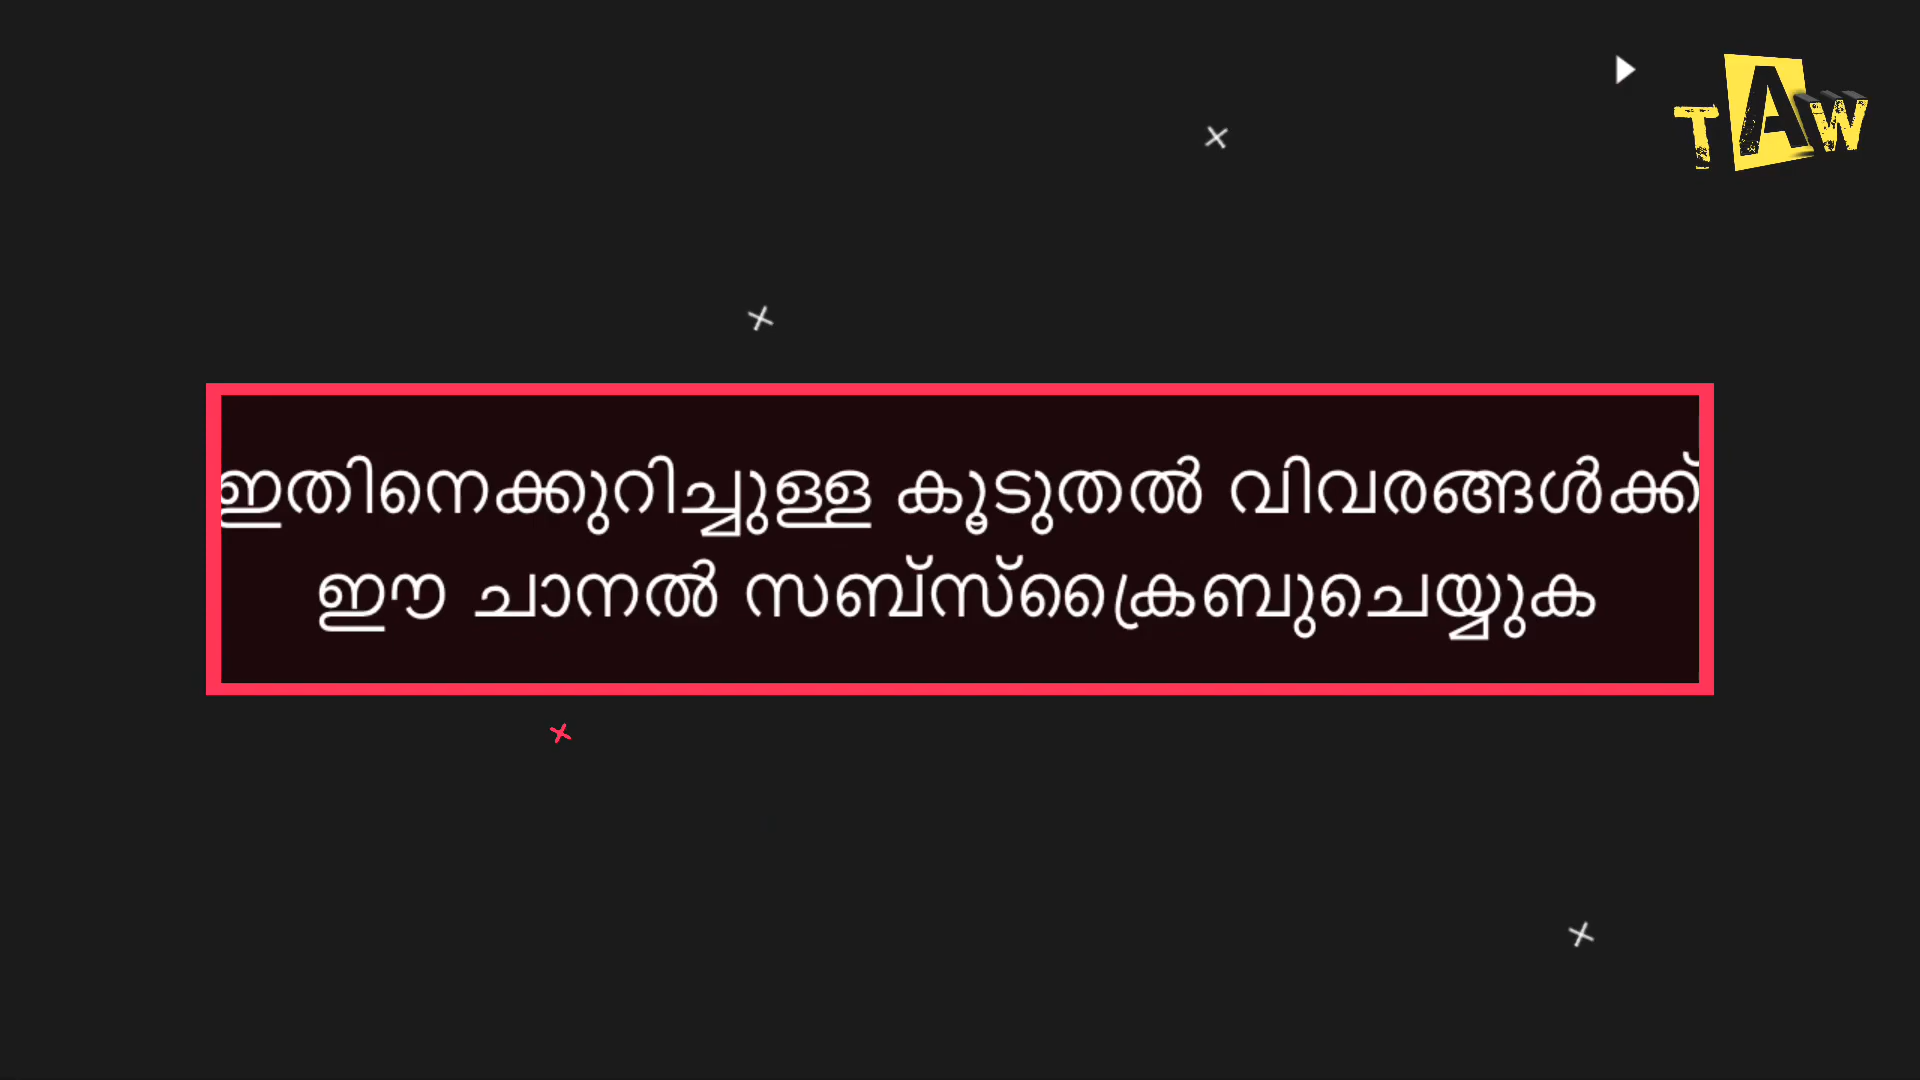 TAW
ഇതിനെക്കുറിച്ചുള്ള കൂടുതൽ വിവരങ്ങൾക്ക്
ഈ ചാനൽ സബ്സ്ക്രൈബുചെയ്യുക